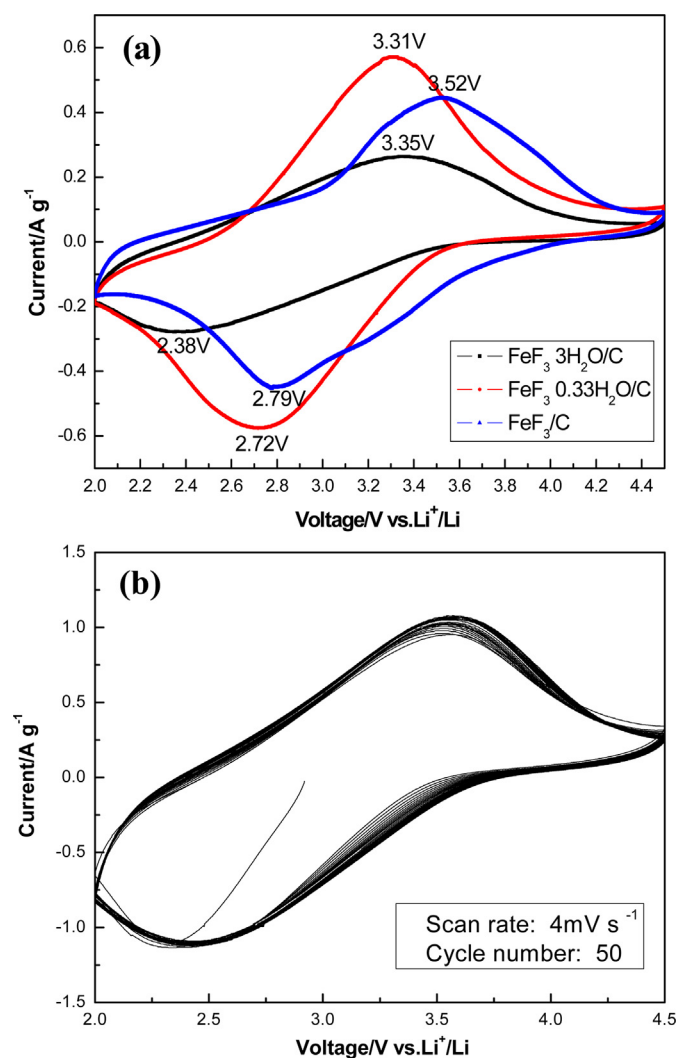 (a)
3.31V
3.52V
3.35V
2.38V
2.79V
2.72V
FeF₃ 3H₂O/C
FeF₃ 0.33H₂O/C
FeF₃/C
Current/A g⁻¹
0.6
0.4
0.2
0.0
-0.2
-0.4
-0.6
2.0 2.2 2.4 2.6 2.8 3.0 3.2 3.4 3.6 3.8 4.0 4.2 4.4
Voltage/V vs.Li⁺/Li
(b)
Current/A g⁻¹
1.5
1.0
0.5
0.0
-0.5
-1.0
-1.5
Scan rate: 4mV s⁻¹
Cycle number: 50
2.0 2.5 3.0 3.5 4.0 4.5
Voltage/V vs.Li⁺/Li